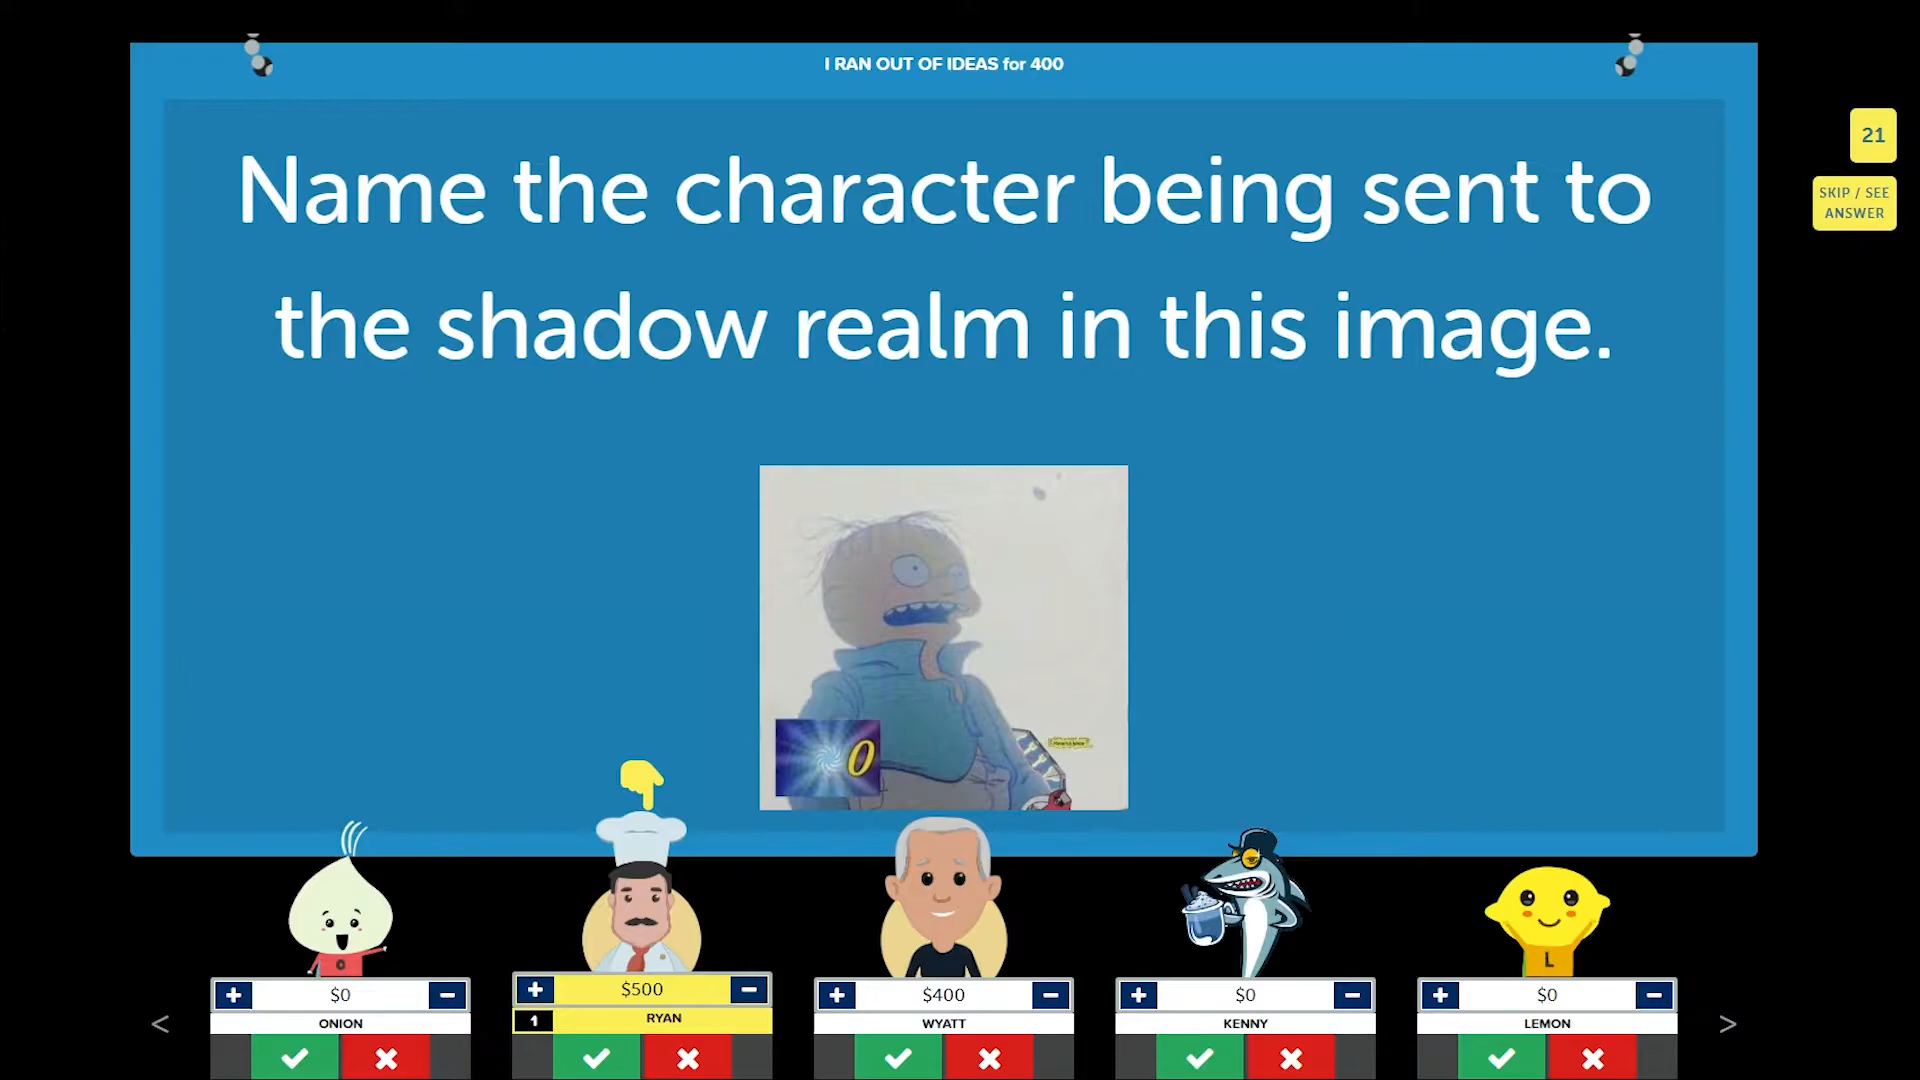 I RAN OUT OF IDEAS for 400
21
SKIP / SEE
ANSWER
Name the character being sent to
the shadow realm in this image.
0
O
L
$0
$500
$400
$0
$0
ONION
1
RYAN
WYATT
KENNY
LEMON